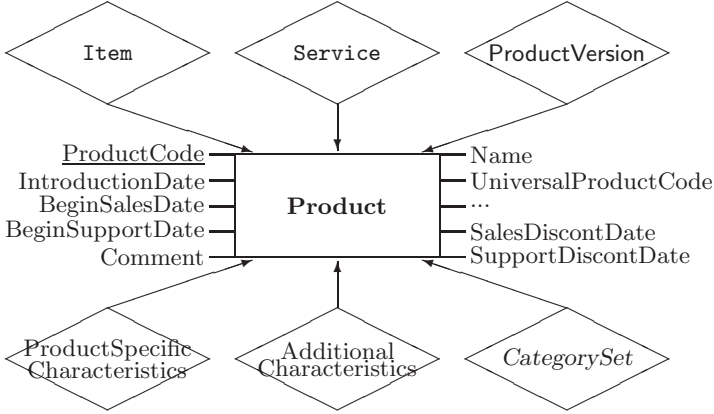 Item
Service
ProductVersion
ProductCode
Name
IntroductionDate
UniversalProductCode
BeginSalesDate
Product
...
BeginSupportDate
SalesDiscontDate
Comment
SupportDiscontDate
ProductSpecific
Characteristics
Additional
Characteristics
CategorySet